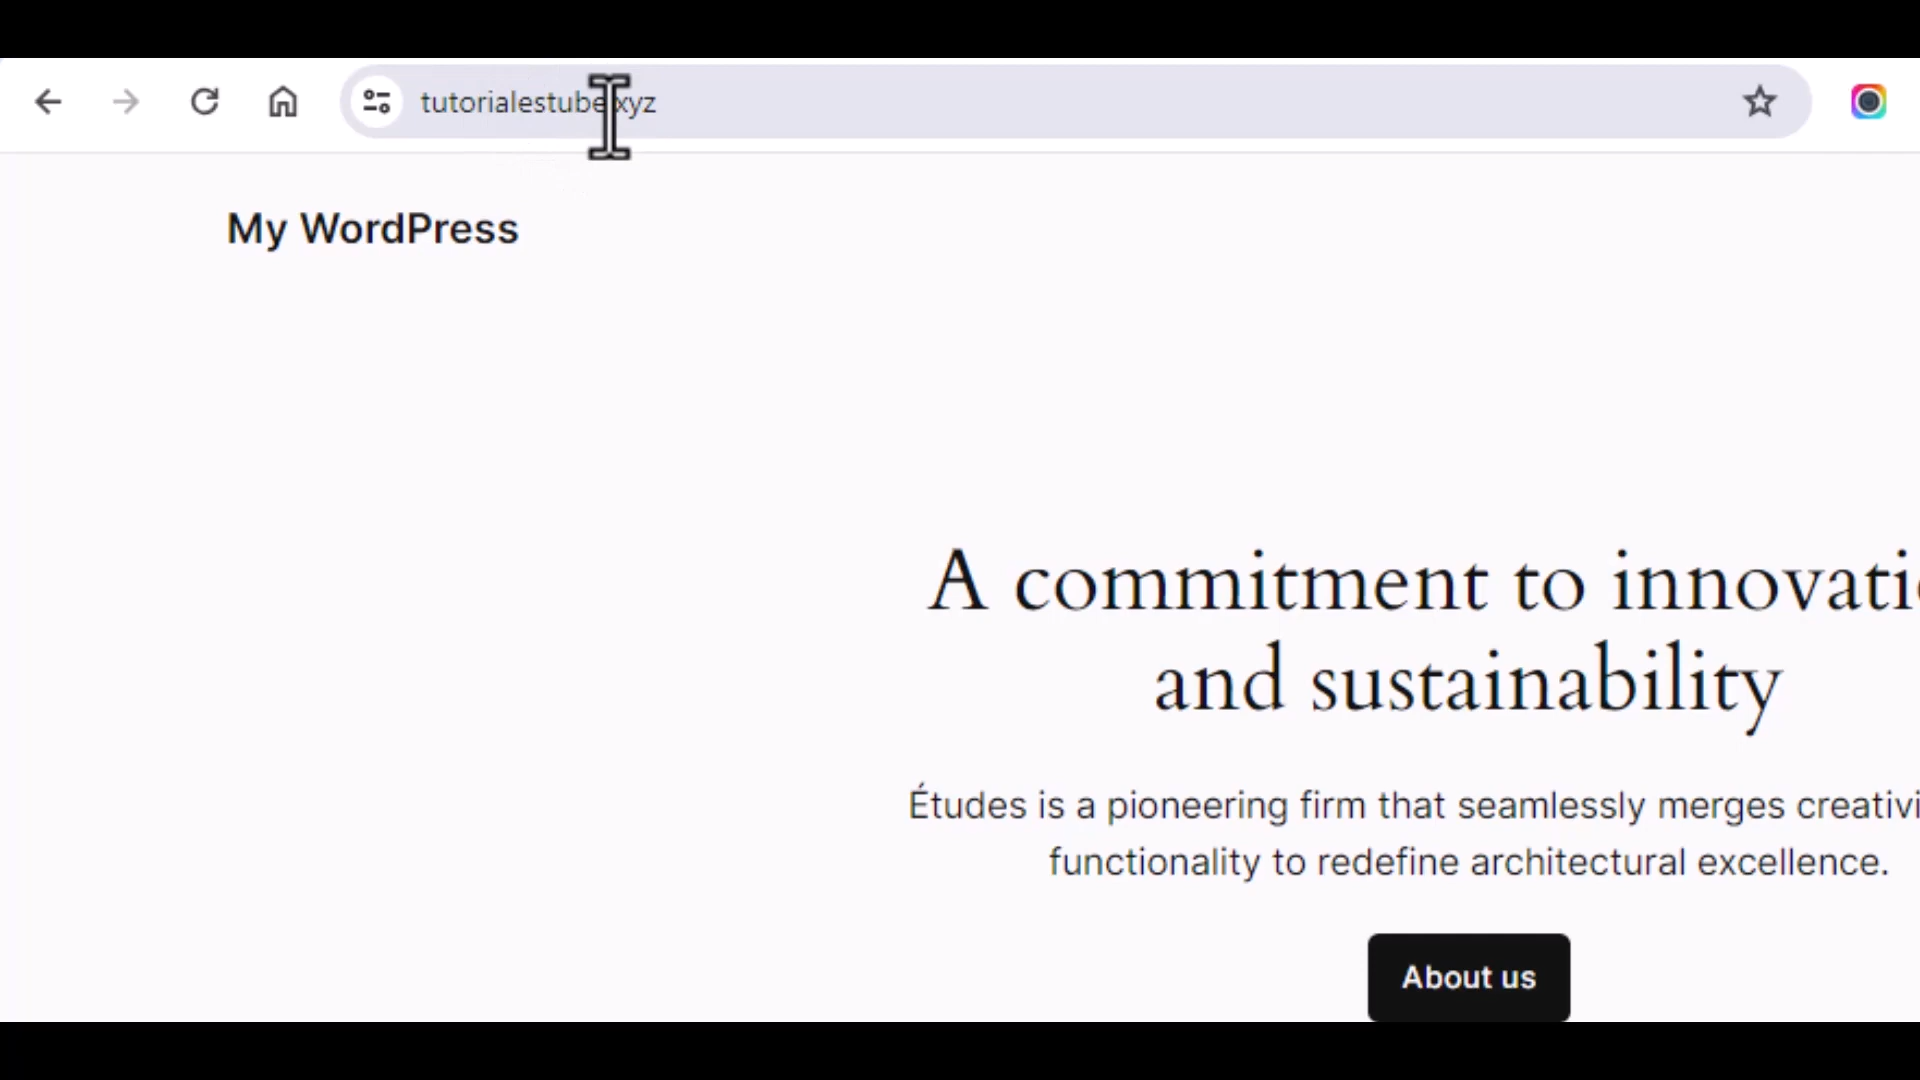 tutorialestube.xyz
My WordPress
A commitment to innovati
and sustainability
Études is a pioneering firm that seamlessly merges creativi
functionality to redefine architectural excellence.
About us